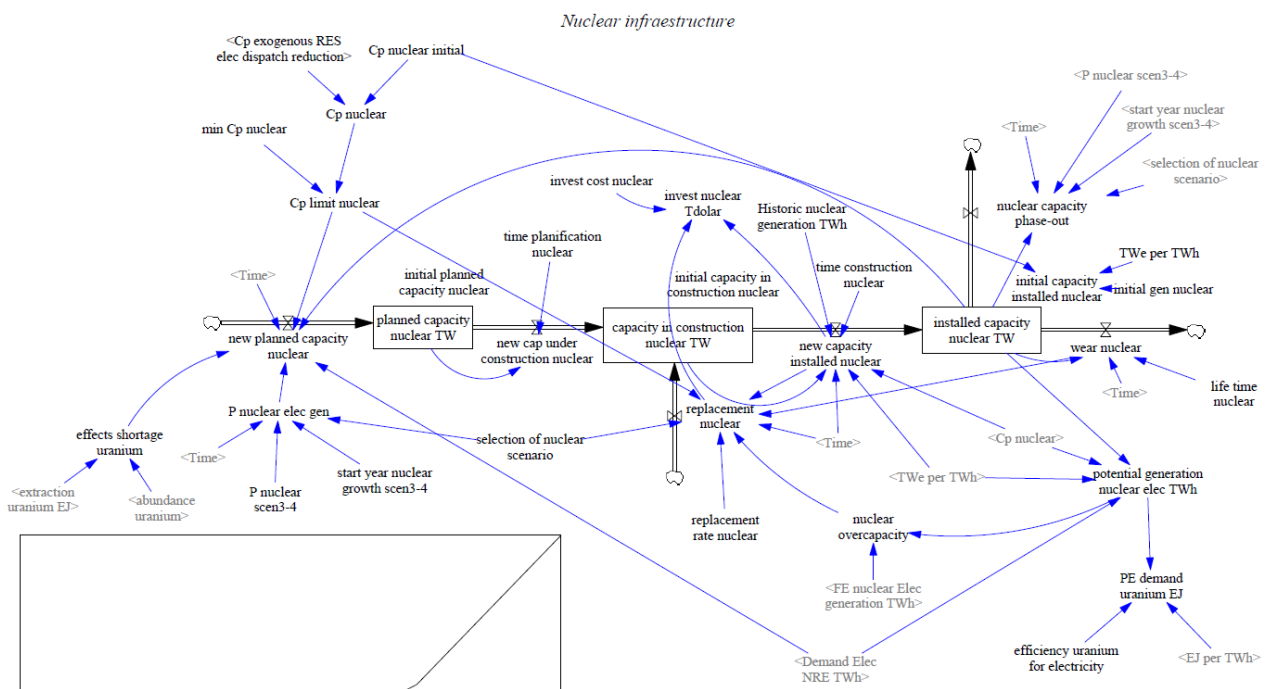 Nuclear infraestructure
<Cp exogenous RES
elec dispatch reduction>
Cp nuclear initial
<P nuclear scen3-4>
Cp nuclear
<start year nuclear
growth scen3-4>
min Cp nuclear
<Time>
<selection of nuclear
scenario>
invest cost nuclear
invest nuclear
Tdolar
Cp limit nuclear
Historic nuclear
generation TWh
nuclear capacity
phase-out
time planification
nuclear
TWe per TWh
<Time>
initial planned
capacity nuclear
initial capacity in
construction nuclear
time construction
nuclear
initial capacity
installed nuclear
initial gen nuclear
planned capacity
nuclear TW
capacity in construction
nuclear TW
installed capacity
nuclear TW
new planned capacity
nuclear
new cap under
construction nuclear
new capacity
installed nuclear
wear nuclear
<Time>
life time
nuclear
P nuclear elec gen
replacement
nuclear
effects shortage
uranium
selection of nuclear
scenario
<Time>
<Cp nuclear>
<Time>
start year nuclear
growth scen3-4
<TWe per TWh>
potential generation
nuclear elec TWh
<extraction
uranium EJ>
<abundance
uranium>
P nuclear
scen3-4
replacement
rate nuclear
nuclear
overcapacity
<FE nuclear Elec
generation TWh>
PE demand
uranium EJ
efficiency uranium
for electricity
<EJ per TWh>
<Demand Elec
NRE TWh>